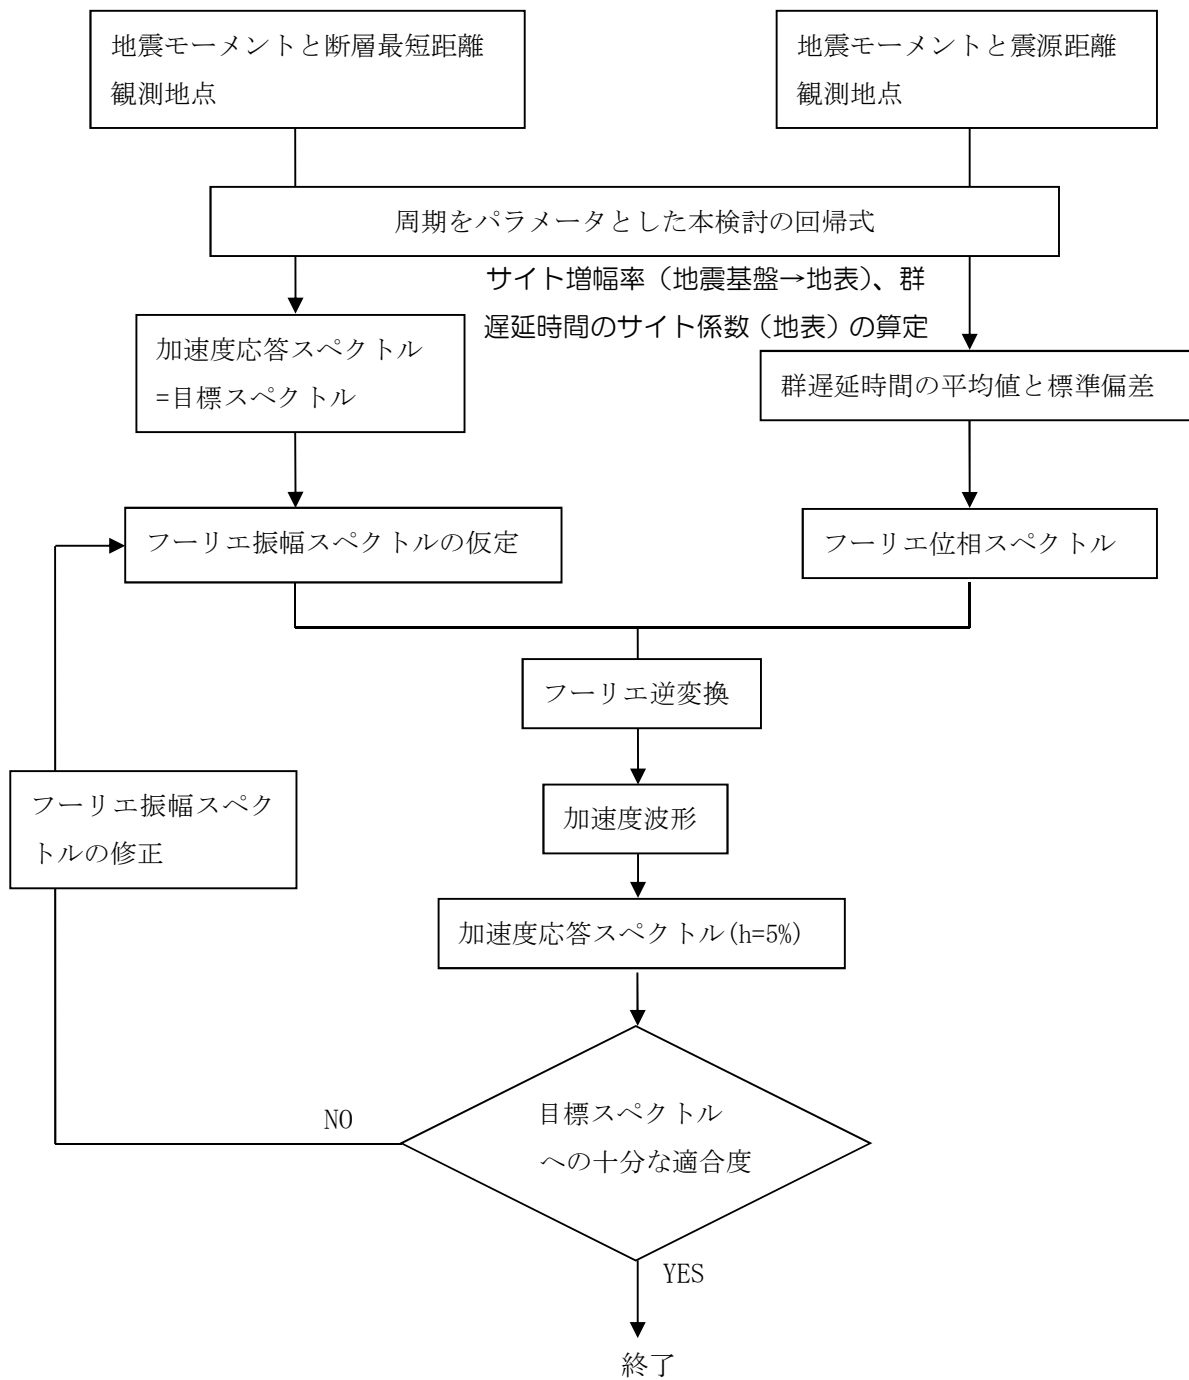 地震モーメントと断層最短距離
観測地点
地震モーメントと震源距離
観測地点
周期をパラメータとした本検討の回帰式
サイト増幅率（地震基盤→地表）、群
遅延時間のサイト係数（地表）の算定
加速度応答スペクトル
=目標スペクトル
群遅延時間の平均値と標準偏差
フーリエ振幅スペクトルの仮定
フーリエ位相スペクトル
フーリエ逆変換
フーリエ振幅スペク
トルの修正
加速度波形
加速度応答スペクトル(h=5%)
目標スペクトル
への十分な適合度
NO
YES
終了